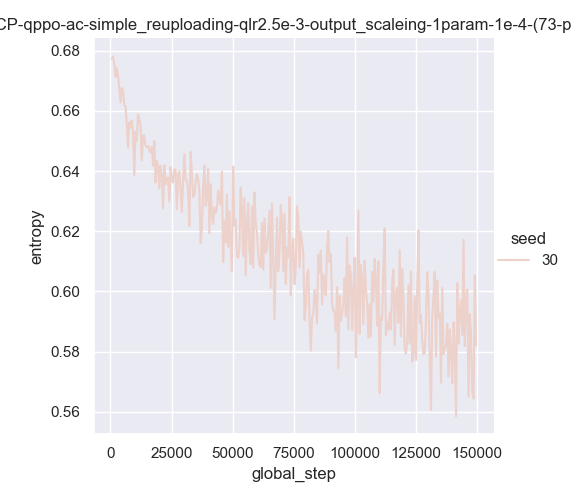 CP-qppo-ac-simple_reuploading-qlr2.5e-3-output_scaleing-1param-1e-4-(73-p
0.68
0.66
0.64
0.62
0.60
0.58
0.56
entropy
0 25000 50000 75000 100000 125000 150000
global_step
seed
30